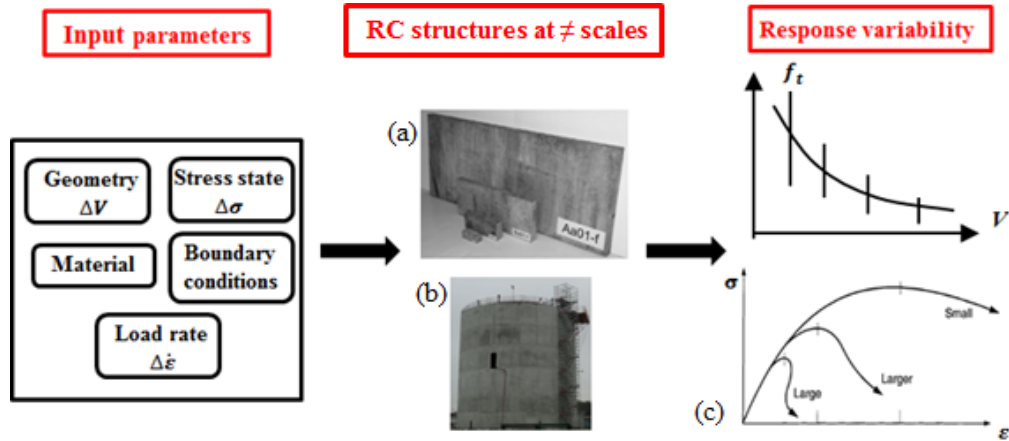 Input parameters
RC structures at ≠ scales
Response variability
Geometry
ΔV
Stress state
Δσ
Material
Boundary
conditions
Load rate
Δε̇
(a)
Aa01-f
(b)
f_t
V
σ
Small
Larger
Large
(c)
ε